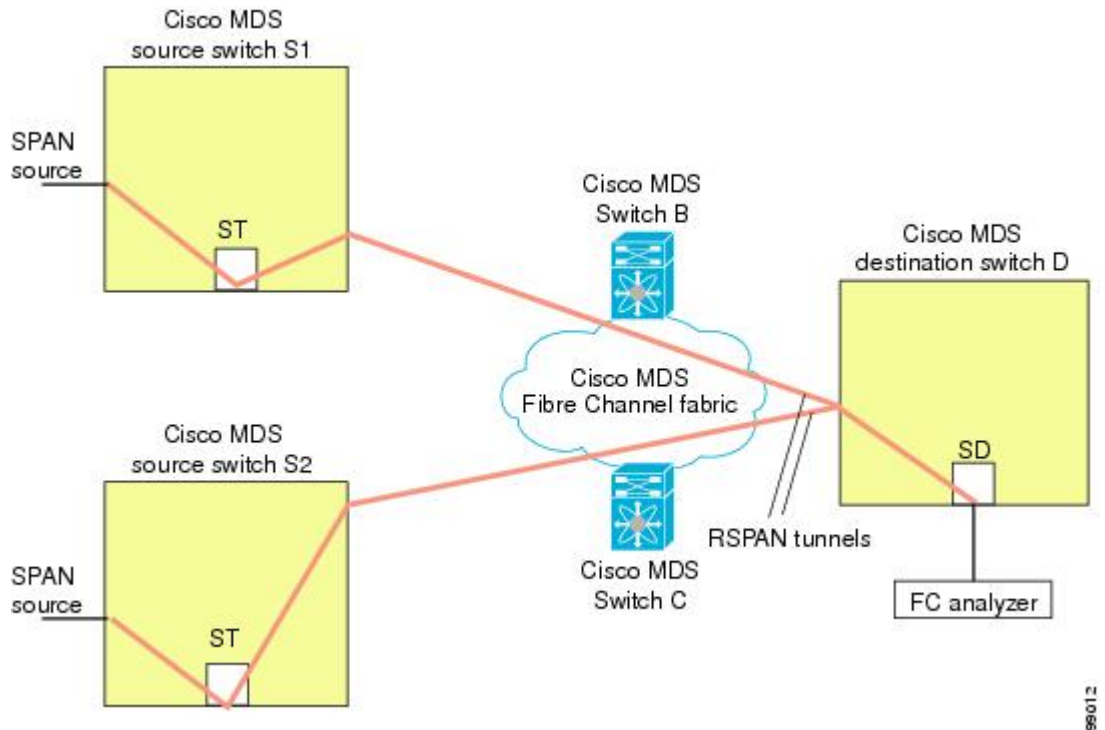 Cisco MDS
source switch S1
SPAN
source
ST
Cisco MDS
Switch B
Cisco MDS
destination switch D
Cisco MDS
Fibre Channel fabric
Cisco MDS
source switch S2
SD
RSPAN tunnels
SPAN
source
ST
Cisco MDS
Switch C
FC analyzer
99012